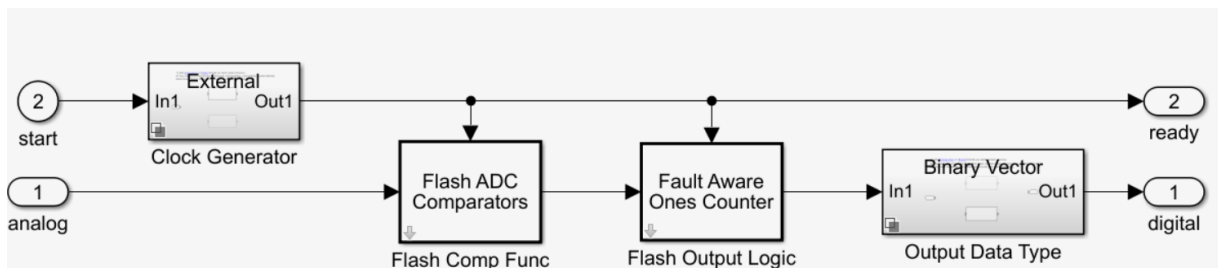 External
2
In1
Out1
2
start
Clock Generator
ready
Flash ADC
Comparators
Fault Aware
Ones Counter
Binary Vector
1
In1
Out1
1
analog
Flash Comp Func
Flash Output Logic
Output Data Type
digital